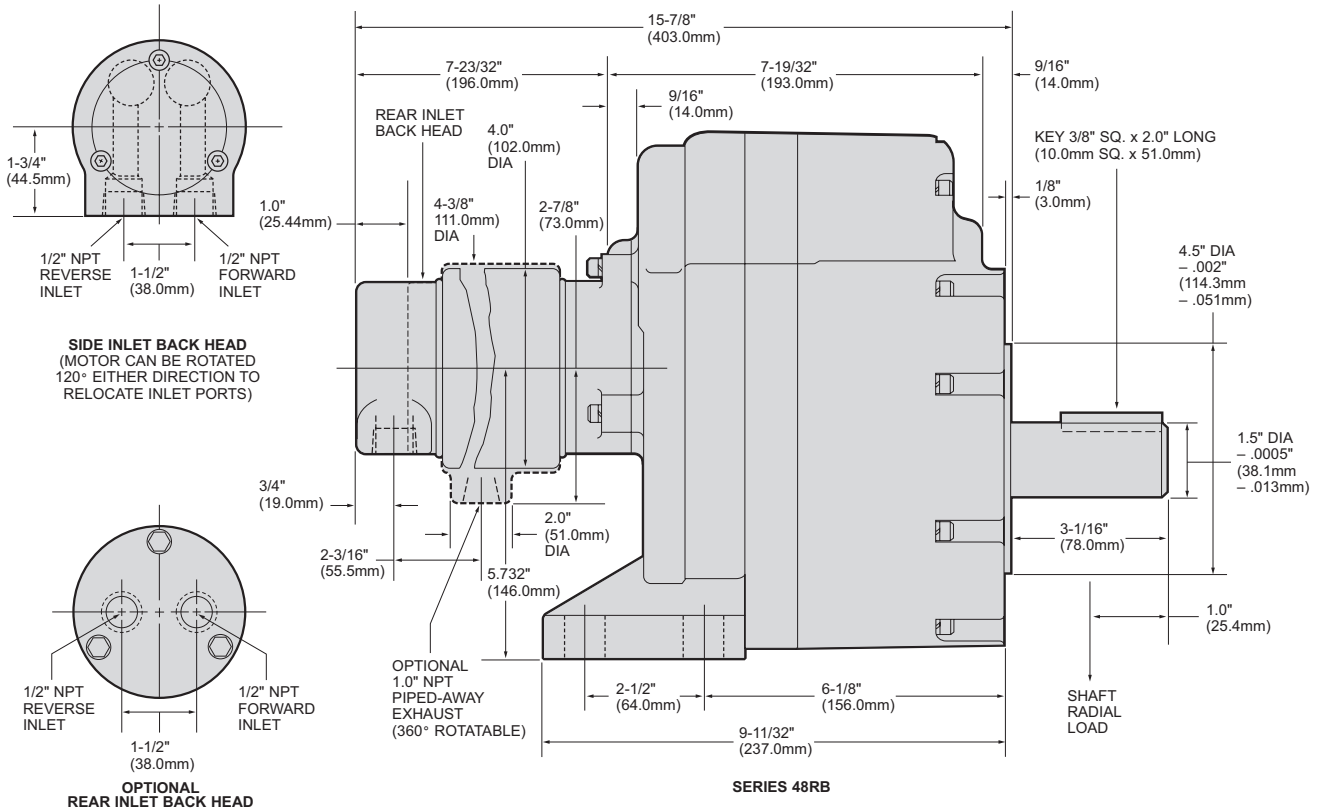 15-7/8"
(403.0mm)
7-23/32"
(196.0mm)
7-19/32"
(193.0mm)
9/16"
(14.0mm)
9/16"
(14.0mm)
REAR INLET
BACK HEAD
4.0"
(102.0mm)
DIA
KEY 3/8" SQ. x 2.0" LONG
(10.0mm SQ. x 51.0mm)
1-3/4"
(44.5mm)
1.0"
(25.44mm)
4-3/8"
111.0mm)
DIA
2-7/8"
(73.0mm)
1/8"
(3.0mm)
1/2" NPT
REVERSE
INLET
1-1/2"
(38.0mm)
1/2" NPT
FORWARD
INLET
4.5" DIA
– .002"
(114.3mm
– .051mm)
SIDE INLET BACK HEAD
(MOTOR CAN BE ROTATED
120° EITHER DIRECTION TO
RELOCATE INLET PORTS)
1.5" DIA
– .0005"
(38.1mm
– .013mm)
3/4"
(19.0mm)
2-3/16"
(55.5mm)
2.0"
(51.0mm)
DIA
5.732"
(146.0mm)
3-1/16"
(78.0mm)
1.0"
(25.4mm)
OPTIONAL
1.0" NPT
PIPED-AWAY
EXHAUST
(360° ROTATABLE)
2-1/2"
(64.0mm)
6-1/8"
(156.0mm)
SHAFT
RADIAL
LOAD
9-11/32"
(237.0mm)
1/2" NPT
REVERSE
INLET
1/2" NPT
FORWARD
INLET
1-1/2"
(38.0mm)
OPTIONAL
REAR INLET BACK HEAD
SERIES 48RB